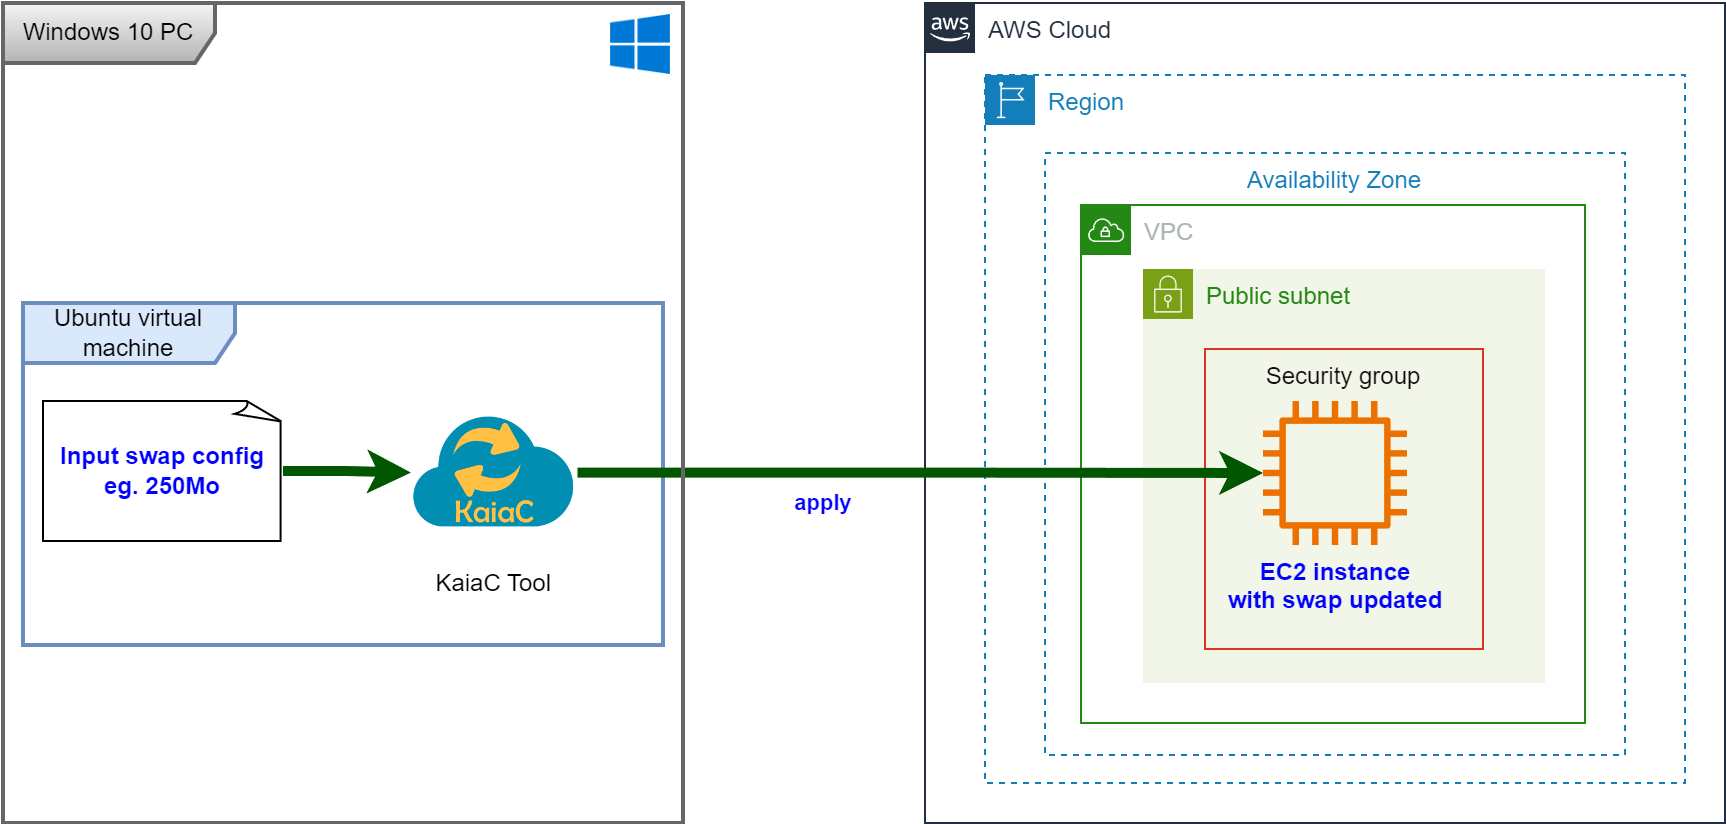 Windows 10 PC
aws
AWS Cloud
Region
Availability Zone
VPC
Public subnet
Security group
Ubuntu virtual
machine
Input swap config
eg. 250Mo
KaiaC
KaiaC Tool
apply
EC2 instance
with swap updated